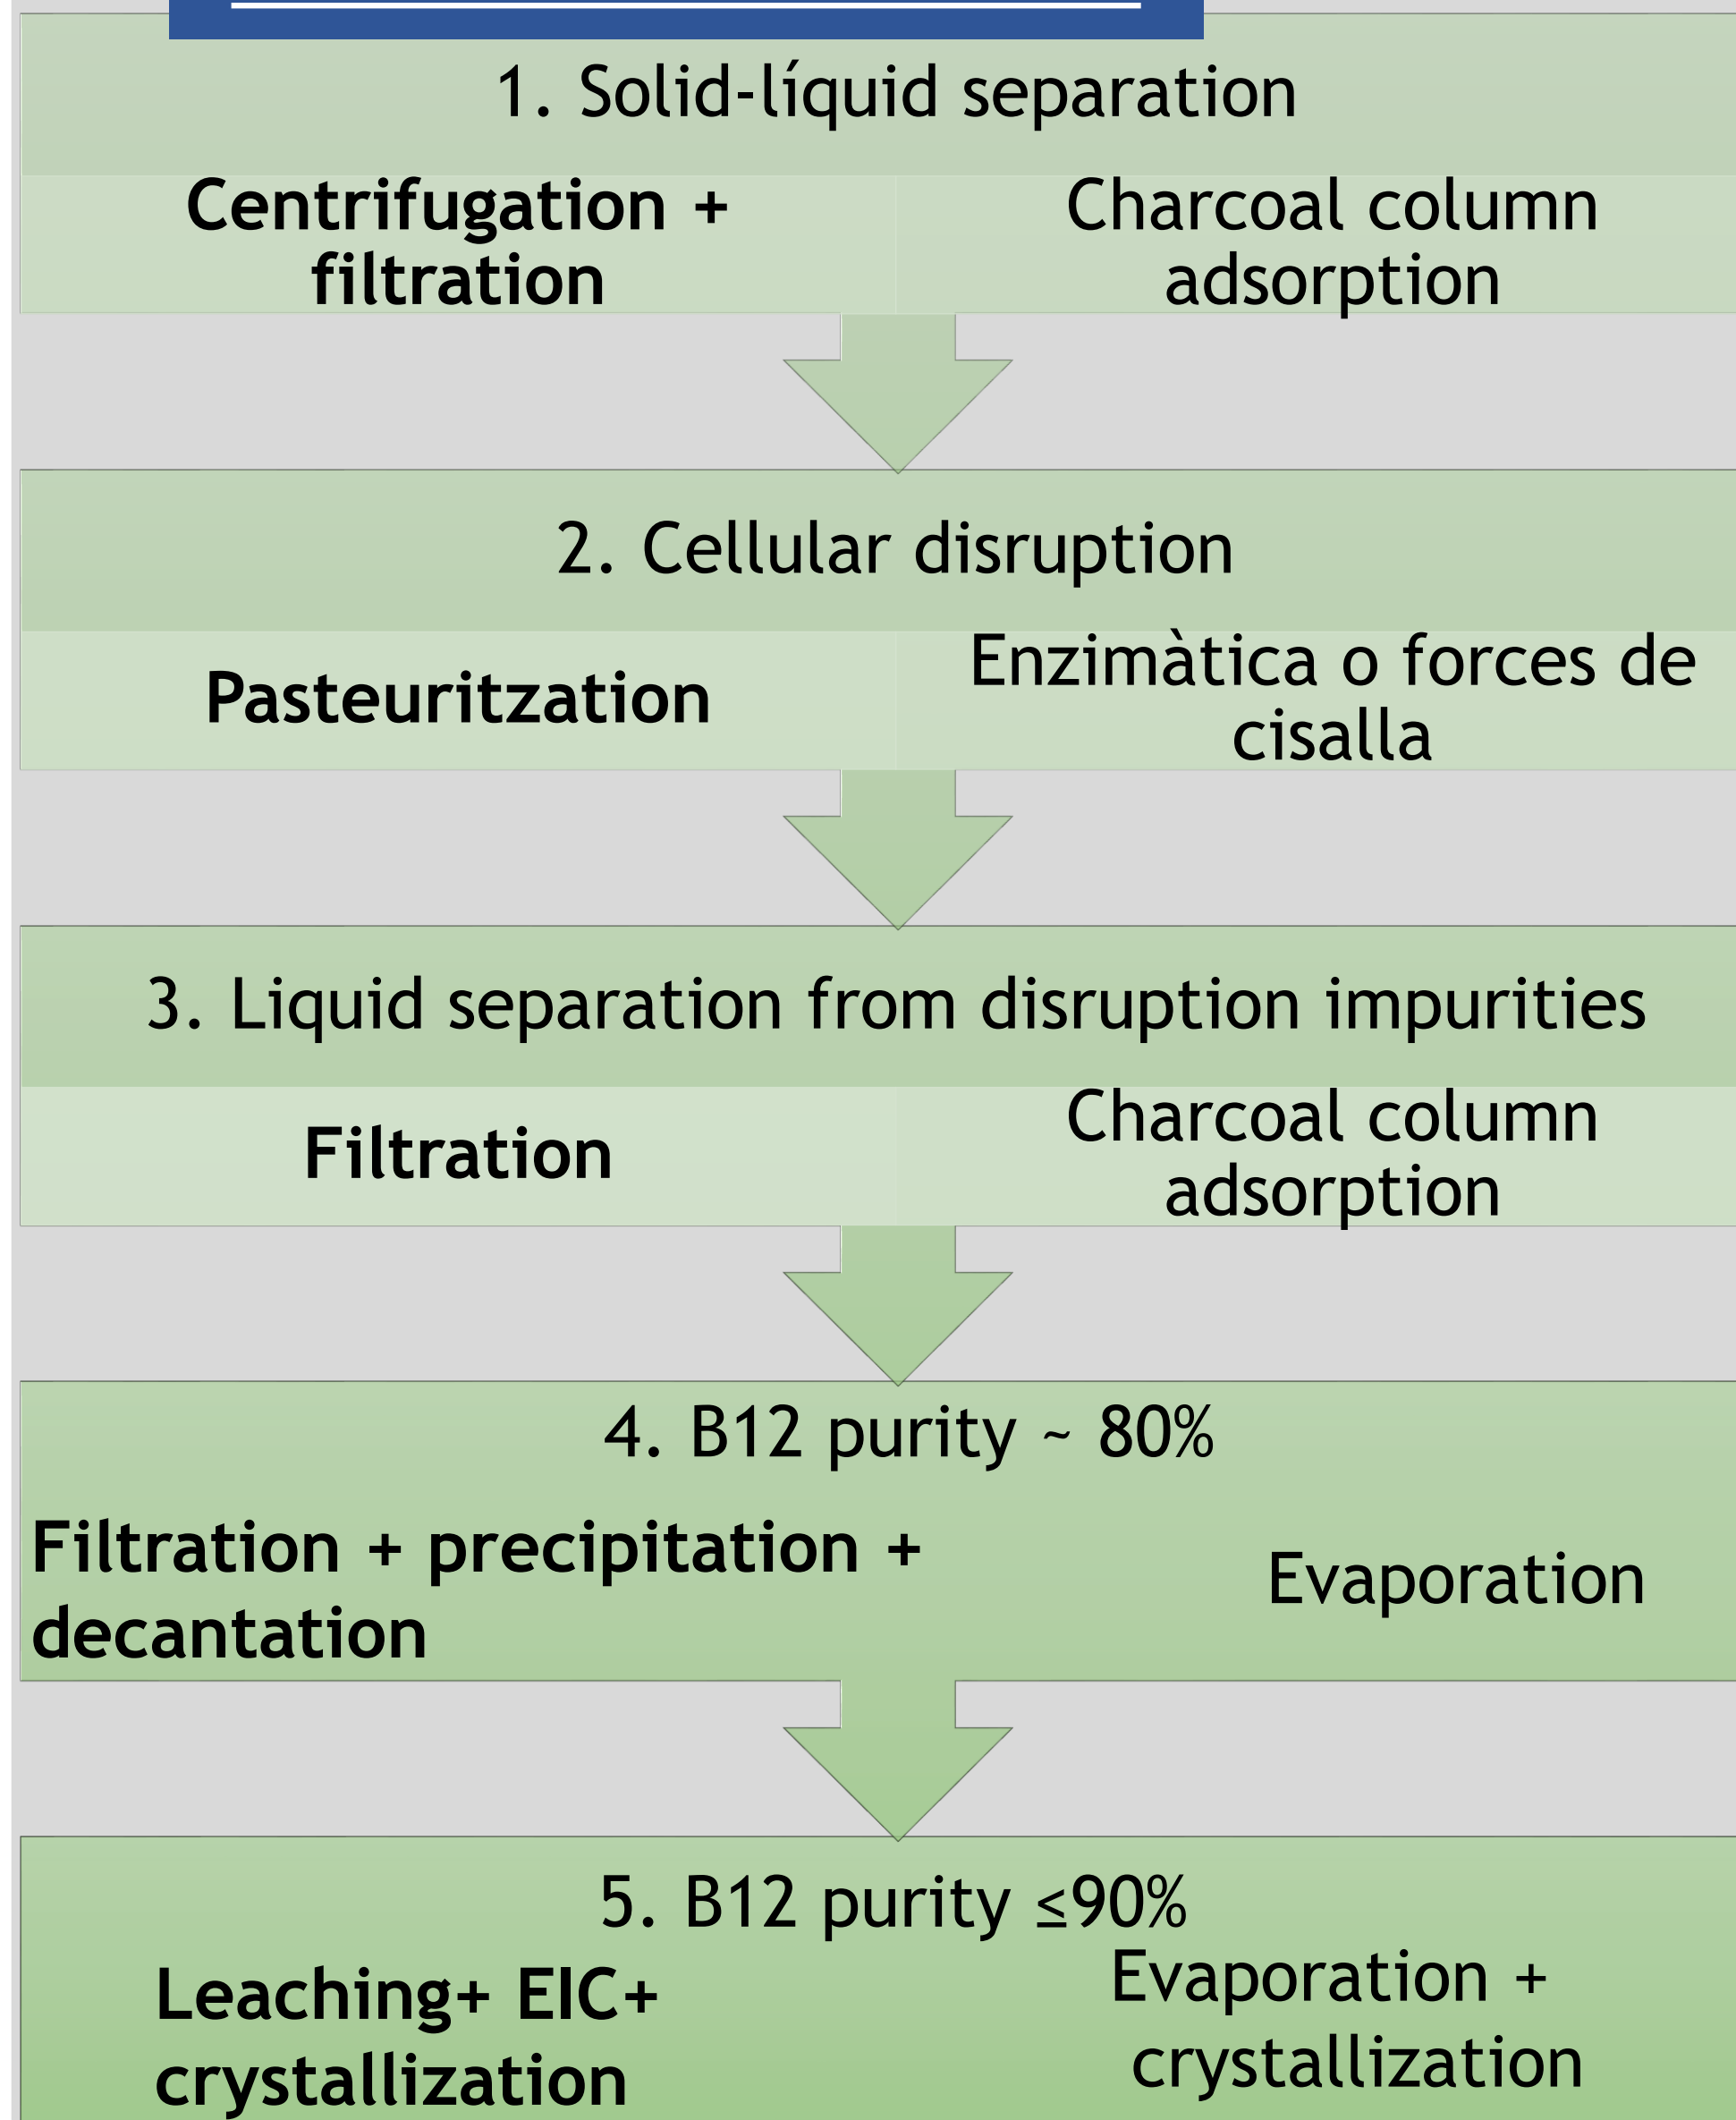 1. Solid-líquid separation
Centrifugation +
filtration
Charcoal column
adsorption
2. Cellular disruption
Pasteuritzation
Enzimàtica o forces de
cisalla
3. Liquid separation from disruption impurities
Filtration
Charcoal column
adsorption
4. B12 purity ~ 80%
Filtration + precipitation +
decantation
Evaporation
5. B12 purity ≤90%
Leaching+ EIC+
crystallization
Evaporation +
crystallization